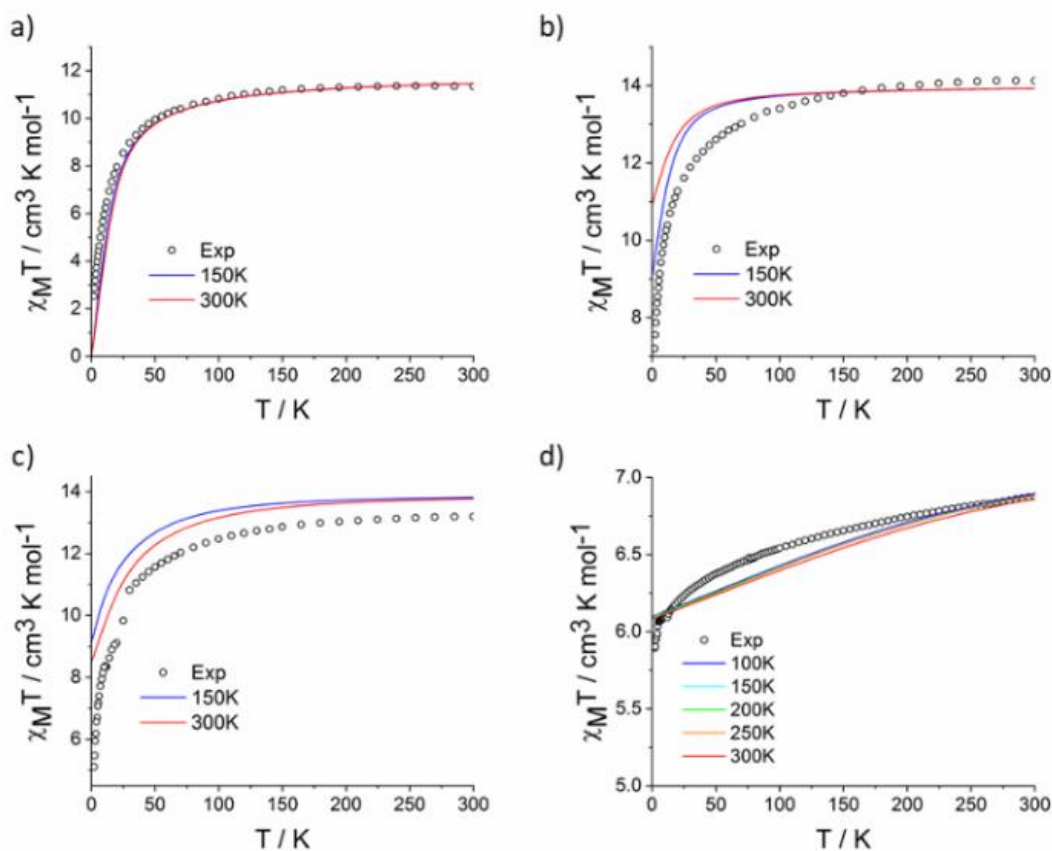 a)
12
10
8
6
4
2
0
χMT / cm3 K mol-1
Exp
150K
300K
0 50 100 150 200 250 300
T / K
b)
14
12
10
8
χMT / cm3 K mol-1
Exp
150K
300K
0 50 100 150 200 250 300
T / K
c)
14
12
10
8
6
χMT / cm3 K mol-1
Exp
150K
300K
0 50 100 150 200 250 300
T / K
d)
7.0
6.5
6.0
5.5
5.0
χMT / cm3 K mol-1
Exp
100K
150K
200K
250K
300K
0 50 100 150 200 250 300
T / K